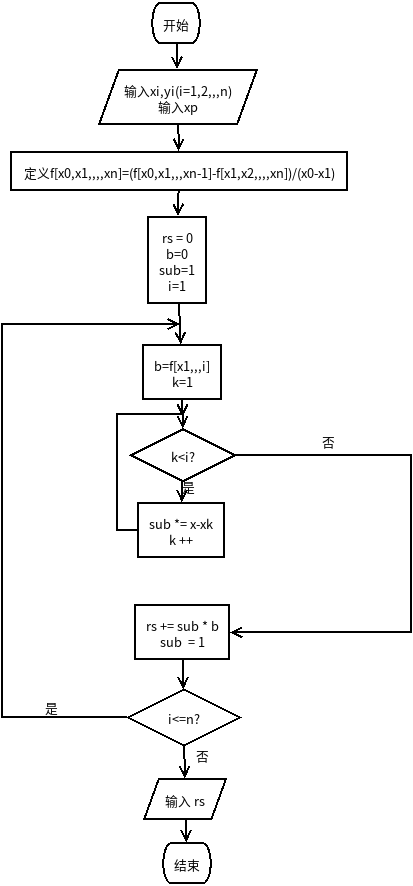 开始
输入xi,yi(i=1,2,,,n)
输入xp
定义f[x0,x1,,,,xn]=(f[x0,x1,,,xn-1]-f[x1,x2,,,,xn])/(x0-x1)
rs = 0
b=0
sub=1
i=1
b=f[x1,,,i]
k=1
k<i?
否
是
sub *= x-xk
k ++
rs += sub * b
sub = 1
i<=n?
是
否
输入 rs
结束